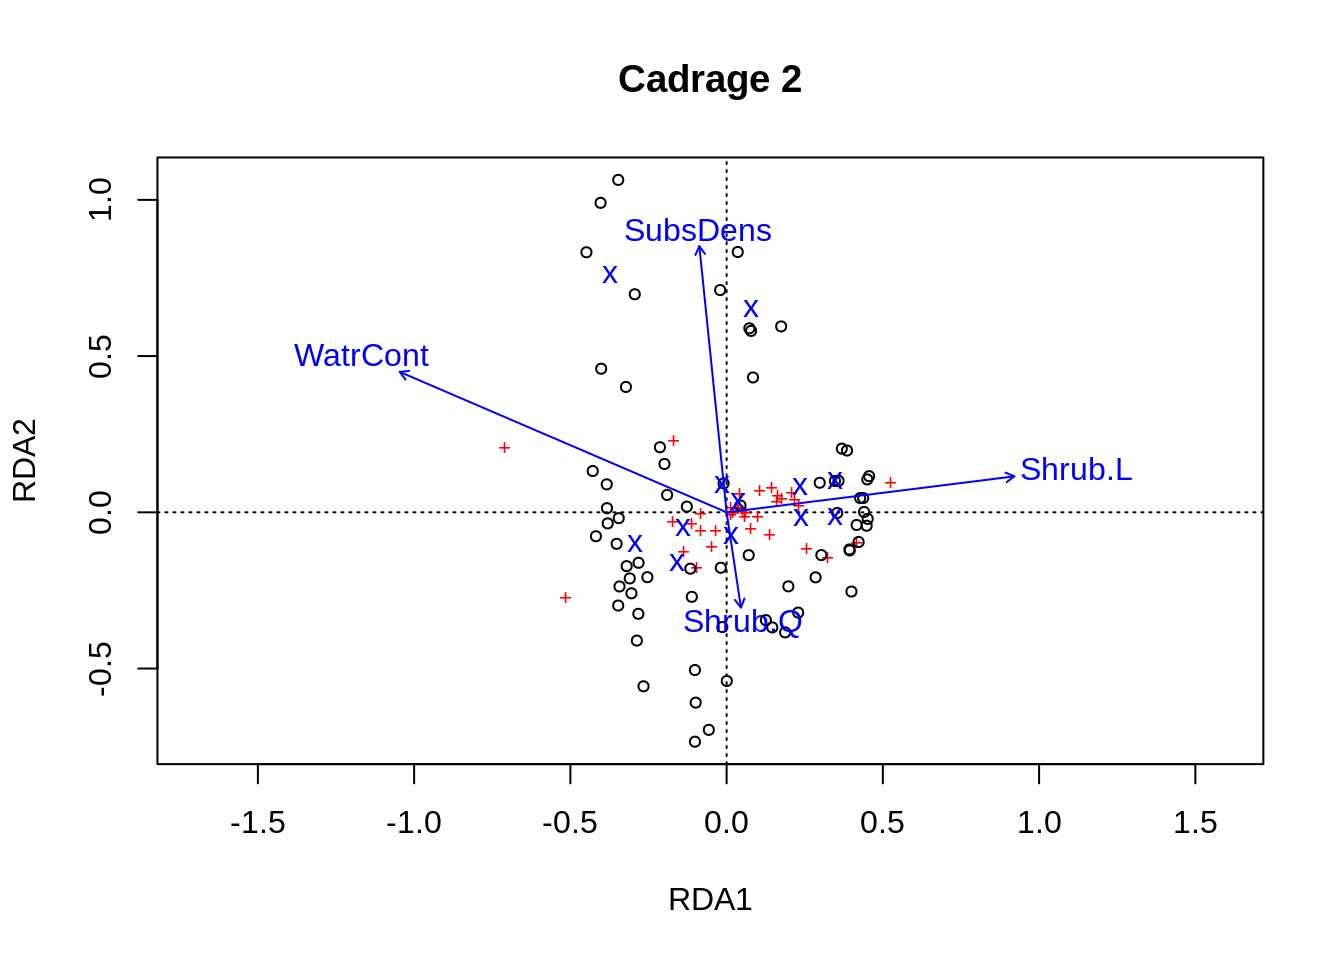 Cadrage 2
RDA2
1.0
0.5
0.0
-0.5
SubsDens
WatrCont
Shrub.L
Shrub.Q
x x
x x x x x
x x x x x
x
-1.5 -1.0 -0.5 0.0 0.5 1.0 1.5
RDA1